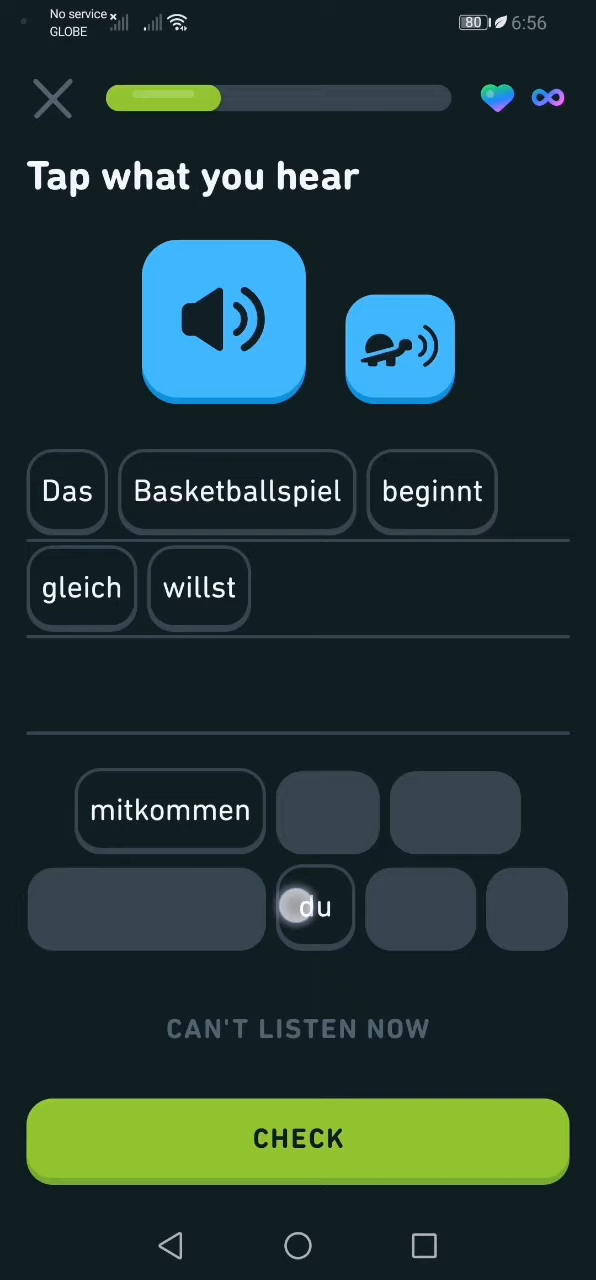 No service
GLOBE
80 6:56
Tap what you hear
Das Basketballspiel beginnt
gleich willst
mitkommen
du
CAN'T LISTEN NOW
CHECK